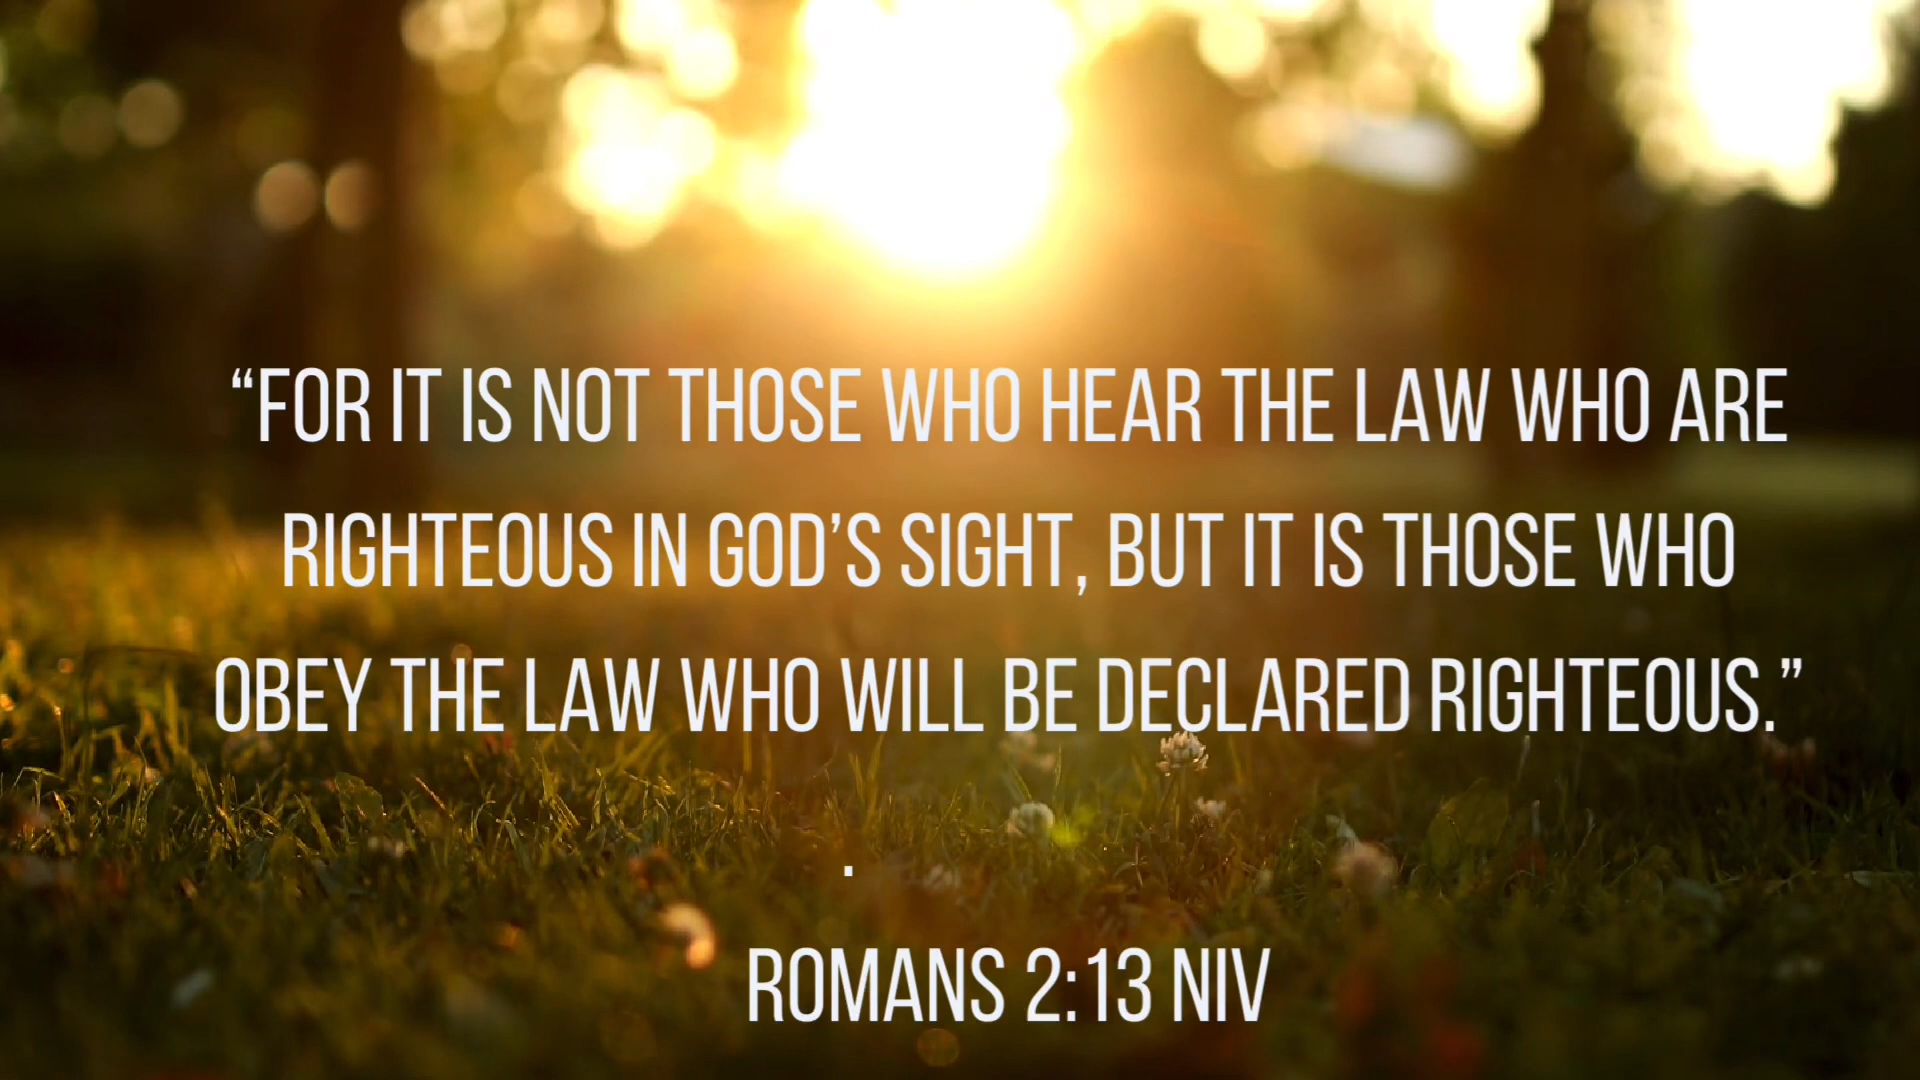 “FOR IT IS NOT THOSE WHO HEAR THE LAW WHO ARE
RIGHTEOUS IN GOD’S SIGHT, BUT IT IS THOSE WHO
OBEY THE LAW WHO WILL BE DECLARED RIGHTEOUS.”
.
ROMANS 2:13 NIV